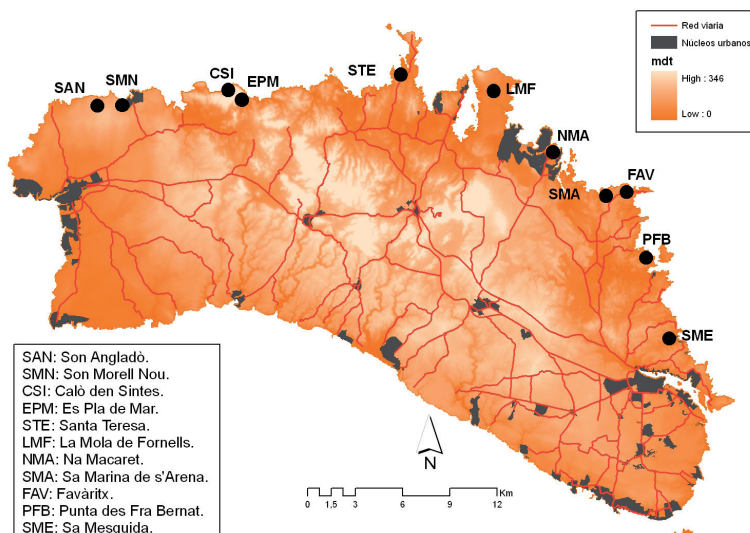 Red viaria
Núcleos urbanos
mdt
High : 346
Low : 0
STE
CSI
EPM
SMN
SAN
LMF
NMA
FAV
SMA
PFB
SME
SAN: Son Angladò.
SMN: Son Morell Nou.
CSI: Calò den Sintes.
EPM: Es Pla de Mar.
STE: Santa Teresa.
LMF: La Mola de Fornells.
NMA: Na Macaret.
SMA: Sa Marina de s'Arena.
FAV: Favàritx.
PFB: Punta des Fra Bernat.
SME: Sa Mesquida.
N
Km
0 1,5 3 6 9 12